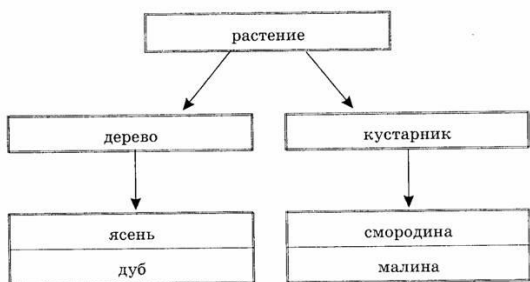 растение
дерево
кустарник
ясень
смородина
дуб
малина